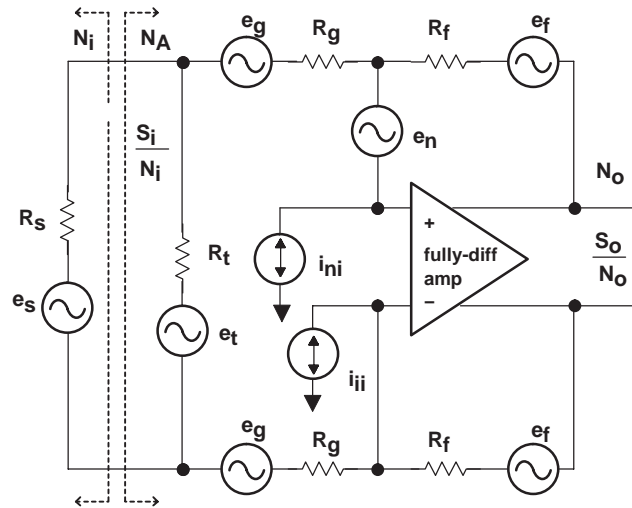 Ni NA eg Rg Rf ef
en
Si
Ni
No
Rs
Rt
ini
+
fully-diff
amp
−
So
No
es
et
iii
eg Rg Rf ef